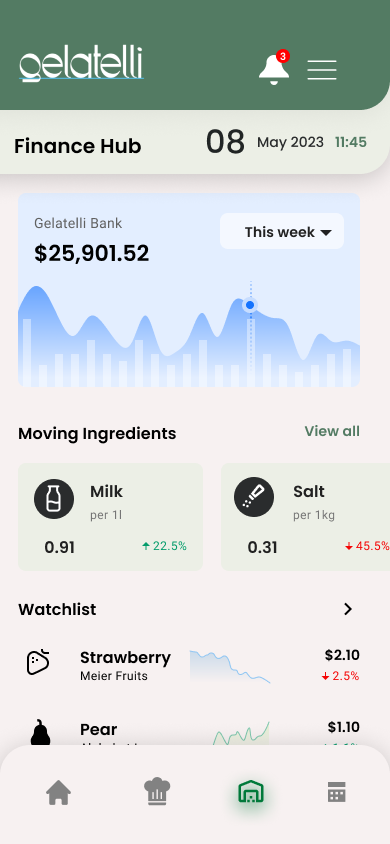 gelatelli
3
Finance Hub
08 May 2023 11:45
Gelatelli Bank
$25,901.52
This week
Moving Ingredients
View all
Milk
per 1l
0.91
22.5%
Salt
per 1kg
0.31
45.5%
Watchlist
Strawberry
Meier Fruits
$2.10
2.5%
Pear
$1.10